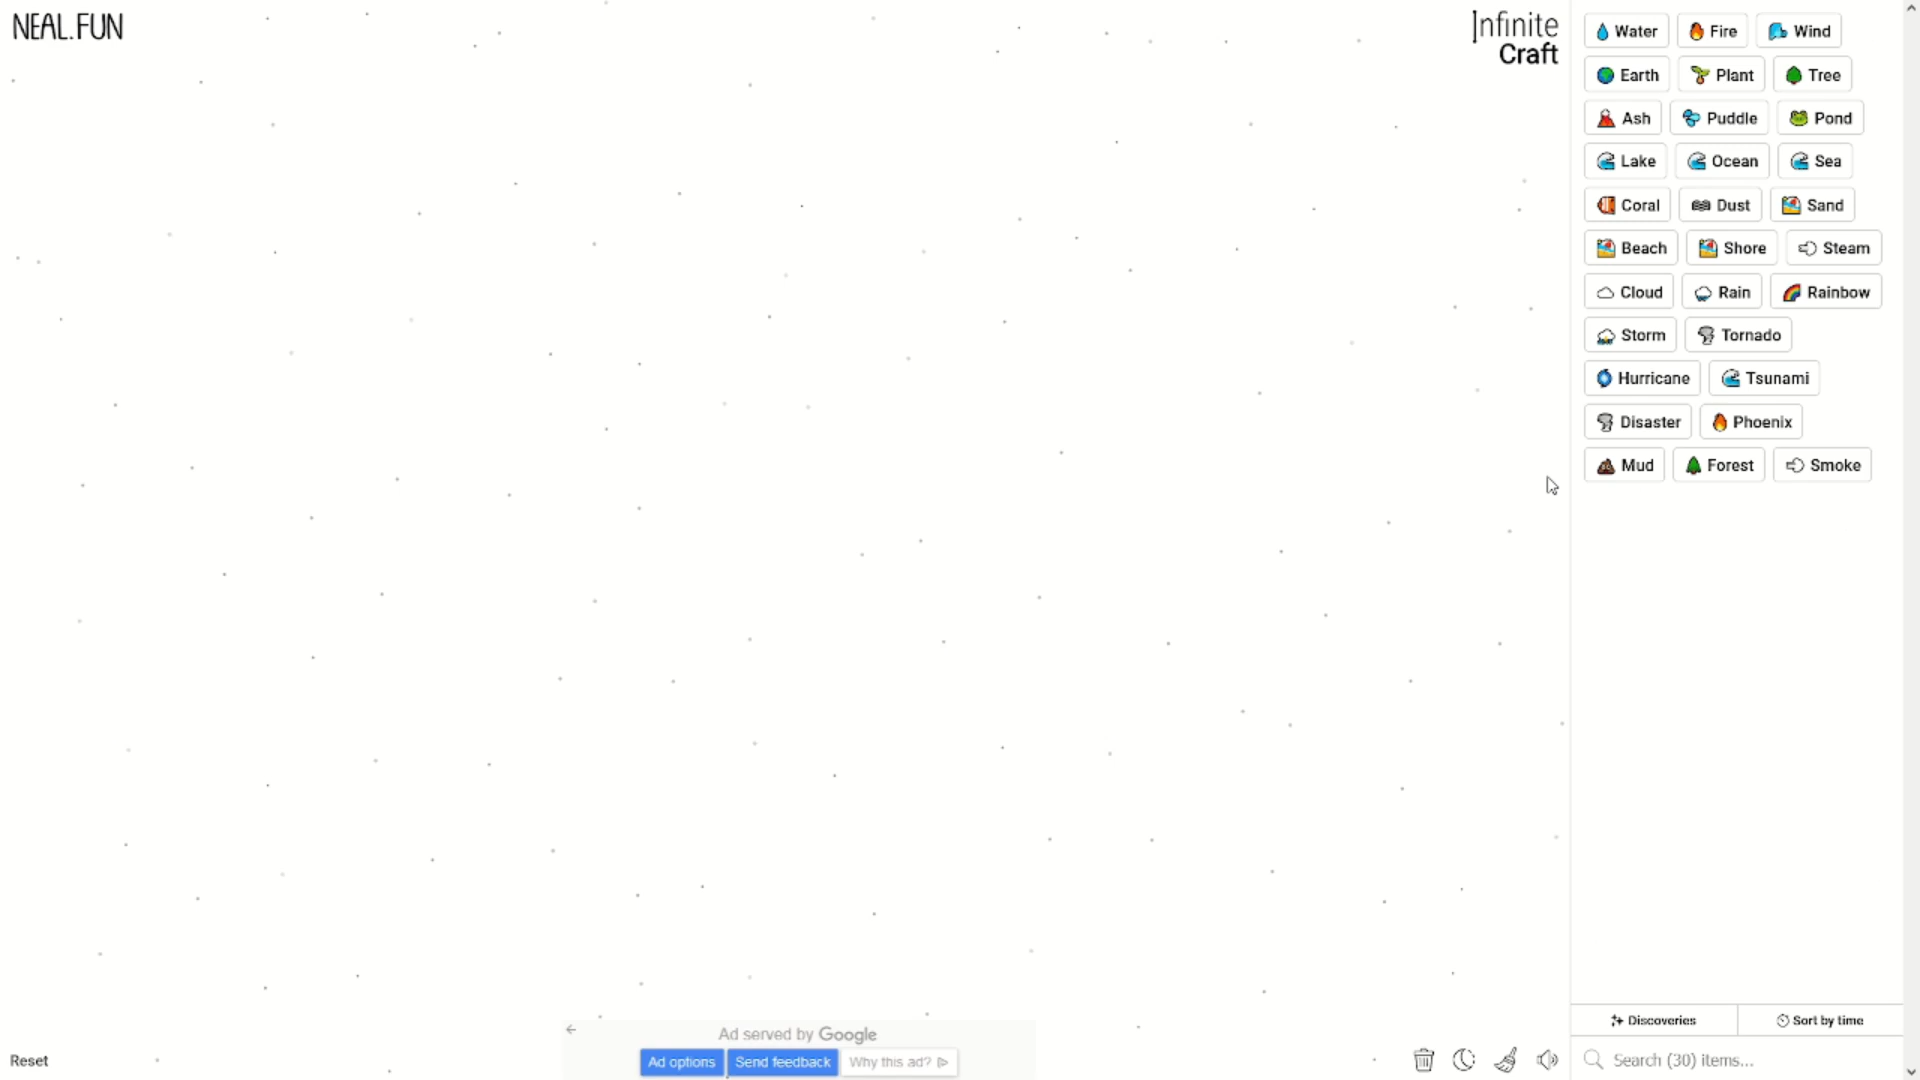 NEAL.FUN
Infinite
Craft
Water Fire Wind
Earth Plant Tree
Ash Puddle Pond
Lake Ocean Sea
Coral Dust Sand
Beach Shore Steam
Cloud Rain Rainbow
Storm Tornado
Hurricane Tsunami
Disaster Phoenix
Mud Forest Smoke
Discoveries Sort by time
Search (30) items...
Ad served by Google
Ad options Send feedback Why this ad?
Reset